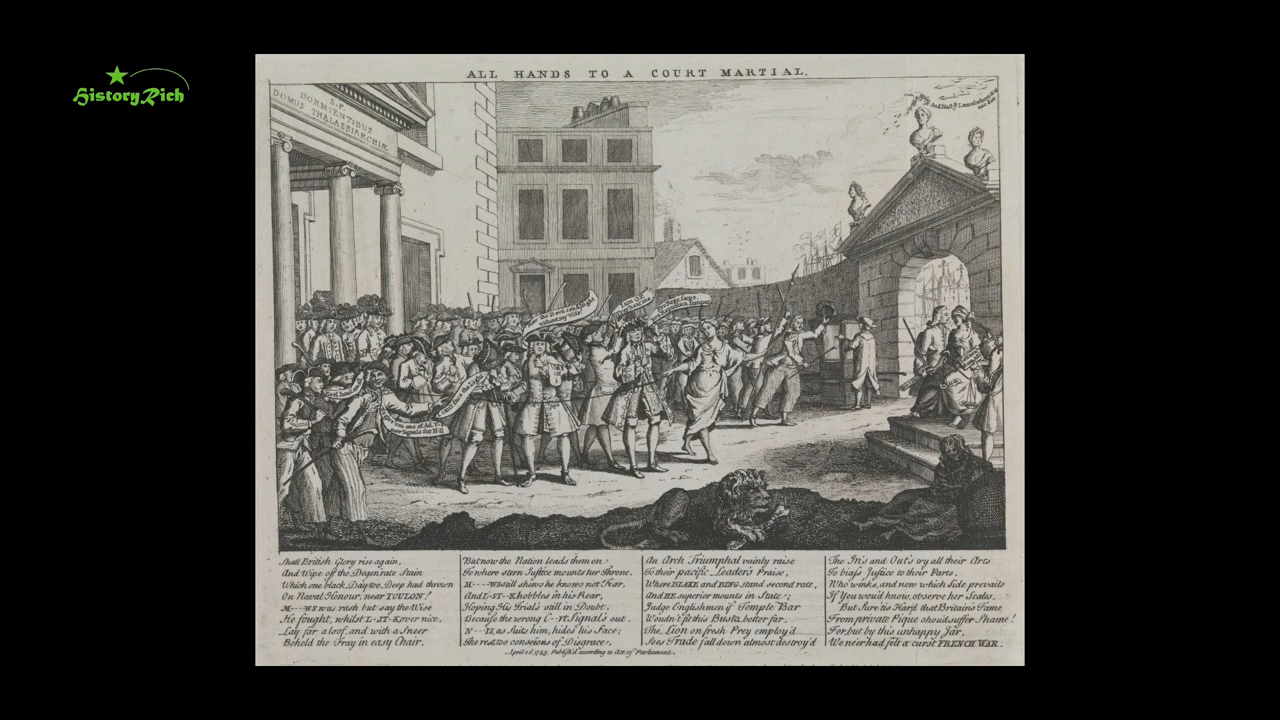 HistoryRich
ALL HANDS TO A COURT MARTIAL.
S.P.
DORMIENTIBUS
DOMUS THALASSIARCHIÆ
Shall British Glory rise again,
And Wipe off the Degen'rate Stain
Which one black Day too Deep had thrown
On Naval Honour, near TOULON!
M----WS was rash but say the Wise
He fought, whilst L-ST-K over nice,
Lay far aloof, and with a Sneer
Beheld the Fray in easy Chair.
But now the Nation leads them on
To where stern Justice mounts her Throne,
M----WS still shews he knows not Fear,
And L-ST--K hobbles in his Rear,
Hoping His Trial's still in Doubt,
Because the wrong C--rt Signal's out.
N---IS, as suits him, hides his Face;
The rest, too conscious of Disgrace.
An Arch Triumphal vainly raise
To their pacific Leader's Praise,
Where BLAKE and BING stand second rate,
And HE superior mounts in State;
Judge Englishmen if Temple Bar
Wou'dn't fit this Busto better far,
The Lion on fresh Prey employ'd
Sees Trade fall down almost destroy'd
The In's and Out's try all their Arts
To biass Justice to their Parts,
Who winks, and now which side prevails
If You wou'd know, observe her Scales,
But Sure tis Hard that Britain's Fame
From private Pique should suffer Shame!
For, but by this unhappy Jar,
We ne'er had felt a curst FRENCH WAR.
Publish'd according to Act of Parliament.